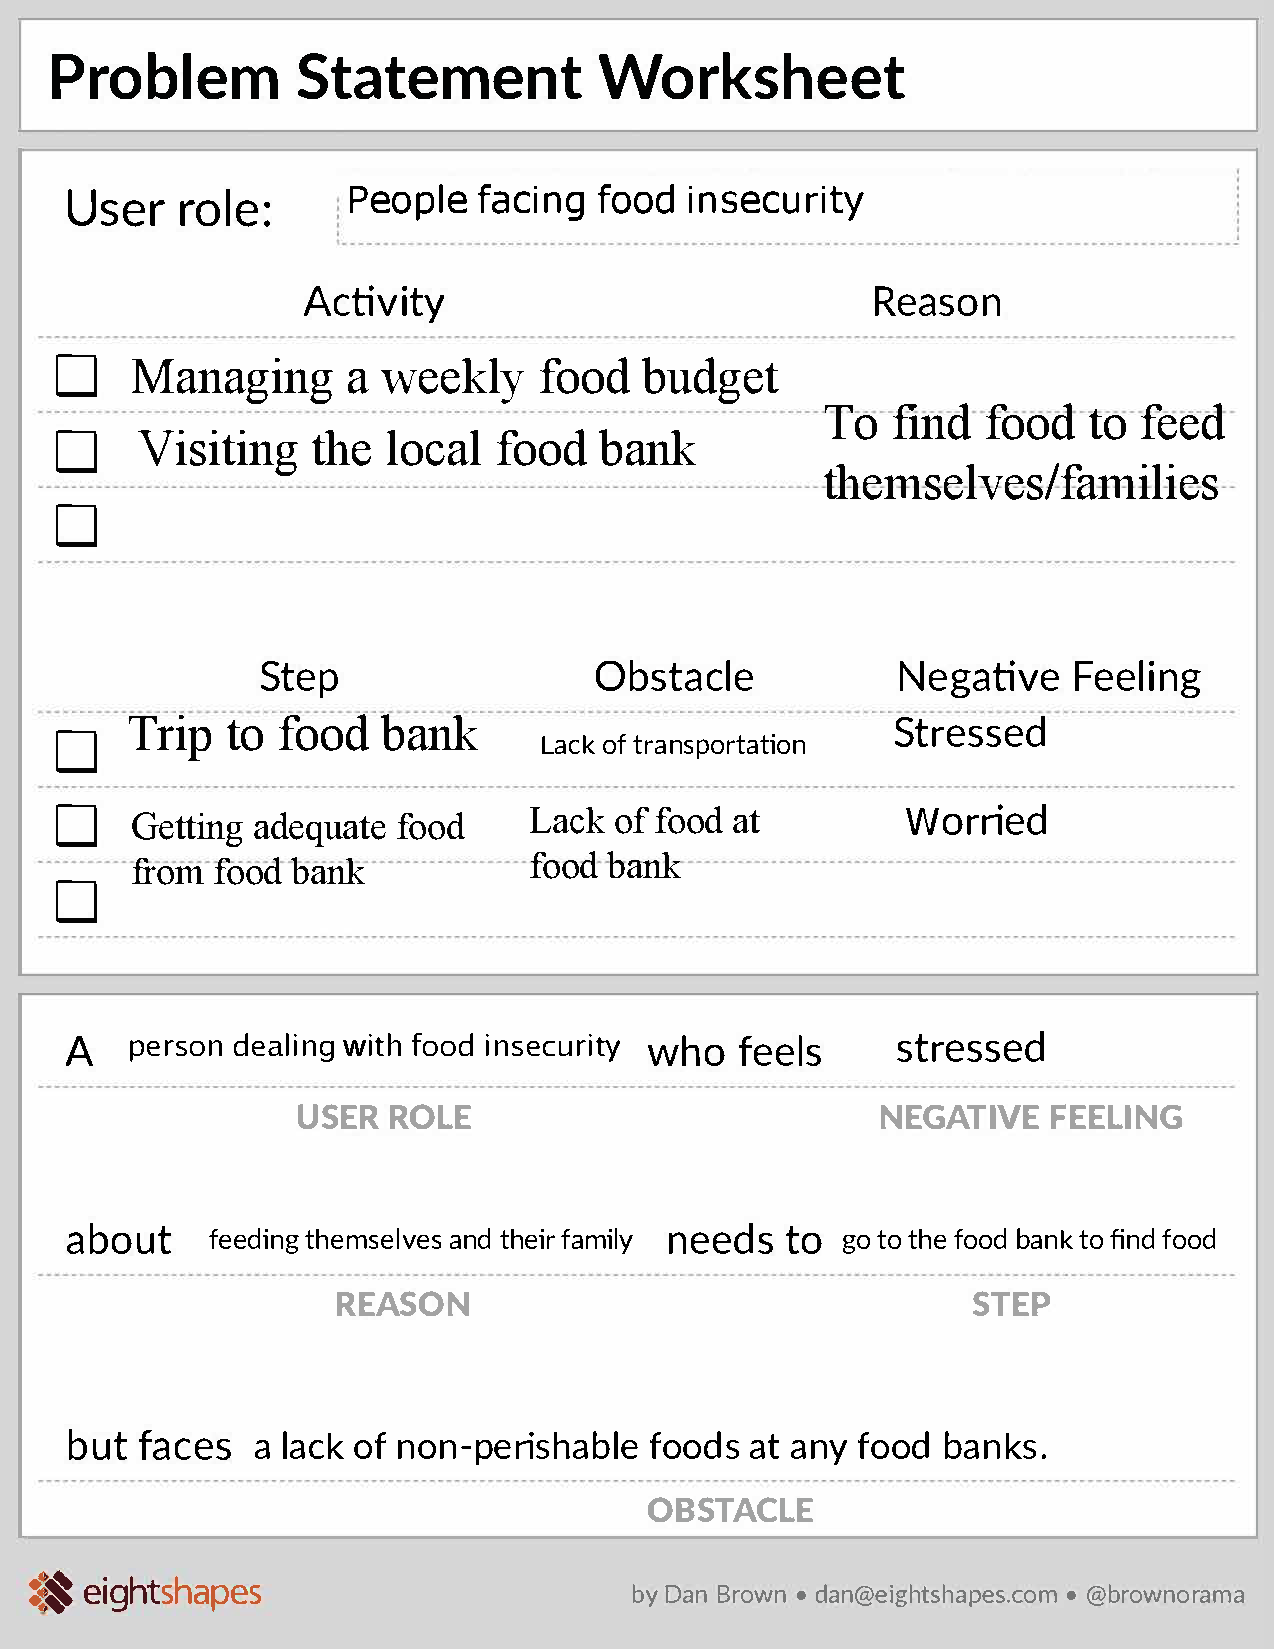 Problem Statement Worksheet
User role: People facing food insecurity
Activity Reason
Managing a weekly food budget
To find food to feed
Visiting the local food bank
themselves/families
Step Obstacle Negative Feeling
Trip to food bank Lack of transportation Stressed
Getting adequate food Lack of food at Worried
from food bank food bank
A person dealing with food insecurity who feels stressed
USER ROLE NEGATIVE FEELING
about feeding themselves and their family needs to go to the food bank to find food
REASON STEP
but faces a lack of non-perishable foods at any food banks.
OBSTACLE
eightshapes by Dan Brown • dan@eightshapes.com • @brownorama